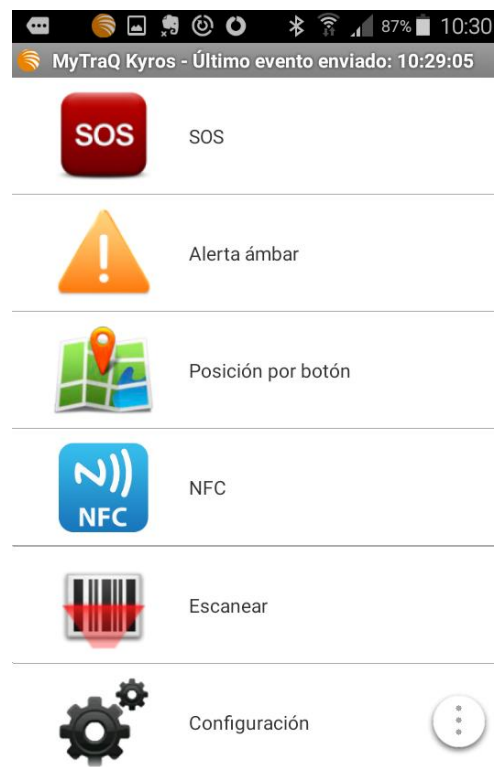 87% 10:30
MyTraQ Kyros - Último evento enviado: 10:29:05
SOS SOS
Alerta ámbar
Posición por botón
NFC NFC
Escanear
Configuración